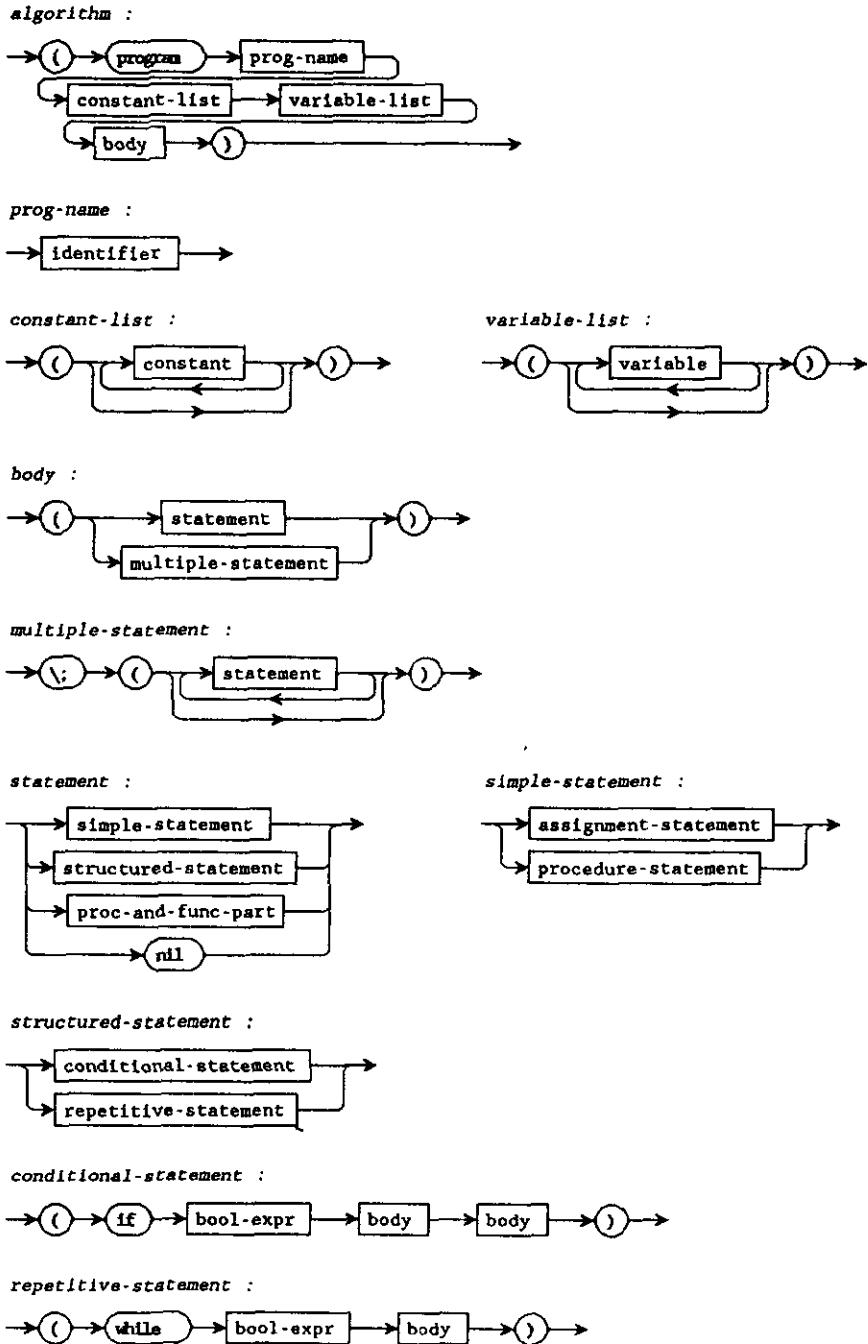 algorithm :
( program prog-name
constant-list variable-list
body )
prog-name :
identifier
constant-list :
( constant )
variable-list :
( variable )
body :
( statement )
multiple-statement
multiple-statement :
\; ( statement )
statement :
simple-statement
structured-statement
proc-and-func-part
nil
simple-statement :
assignment-statement
procedure-statement
structured-statement :
conditional-statement
repetitive-statement
conditional-statement :
( if bool-expr body body )
repetitive-statement :
( while bool-expr body )